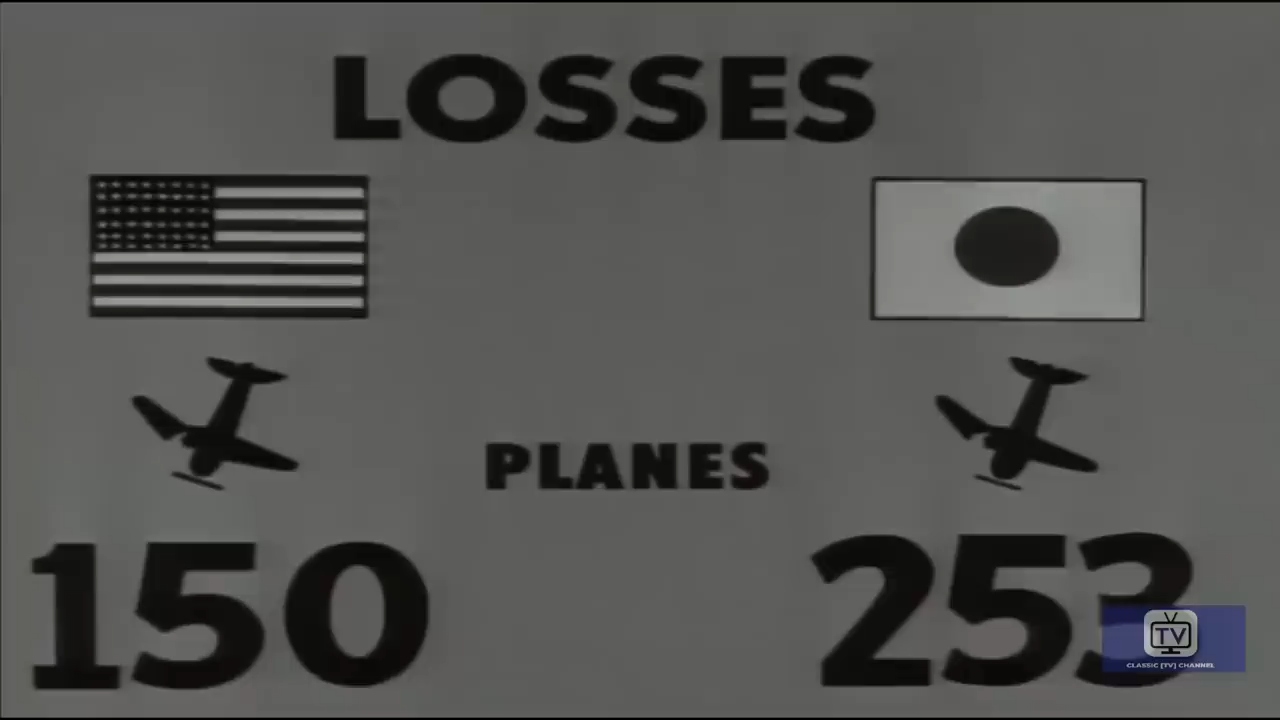 LOSSES
PLANES
150 253
TV
CLASSIC [TV] CHANNEL